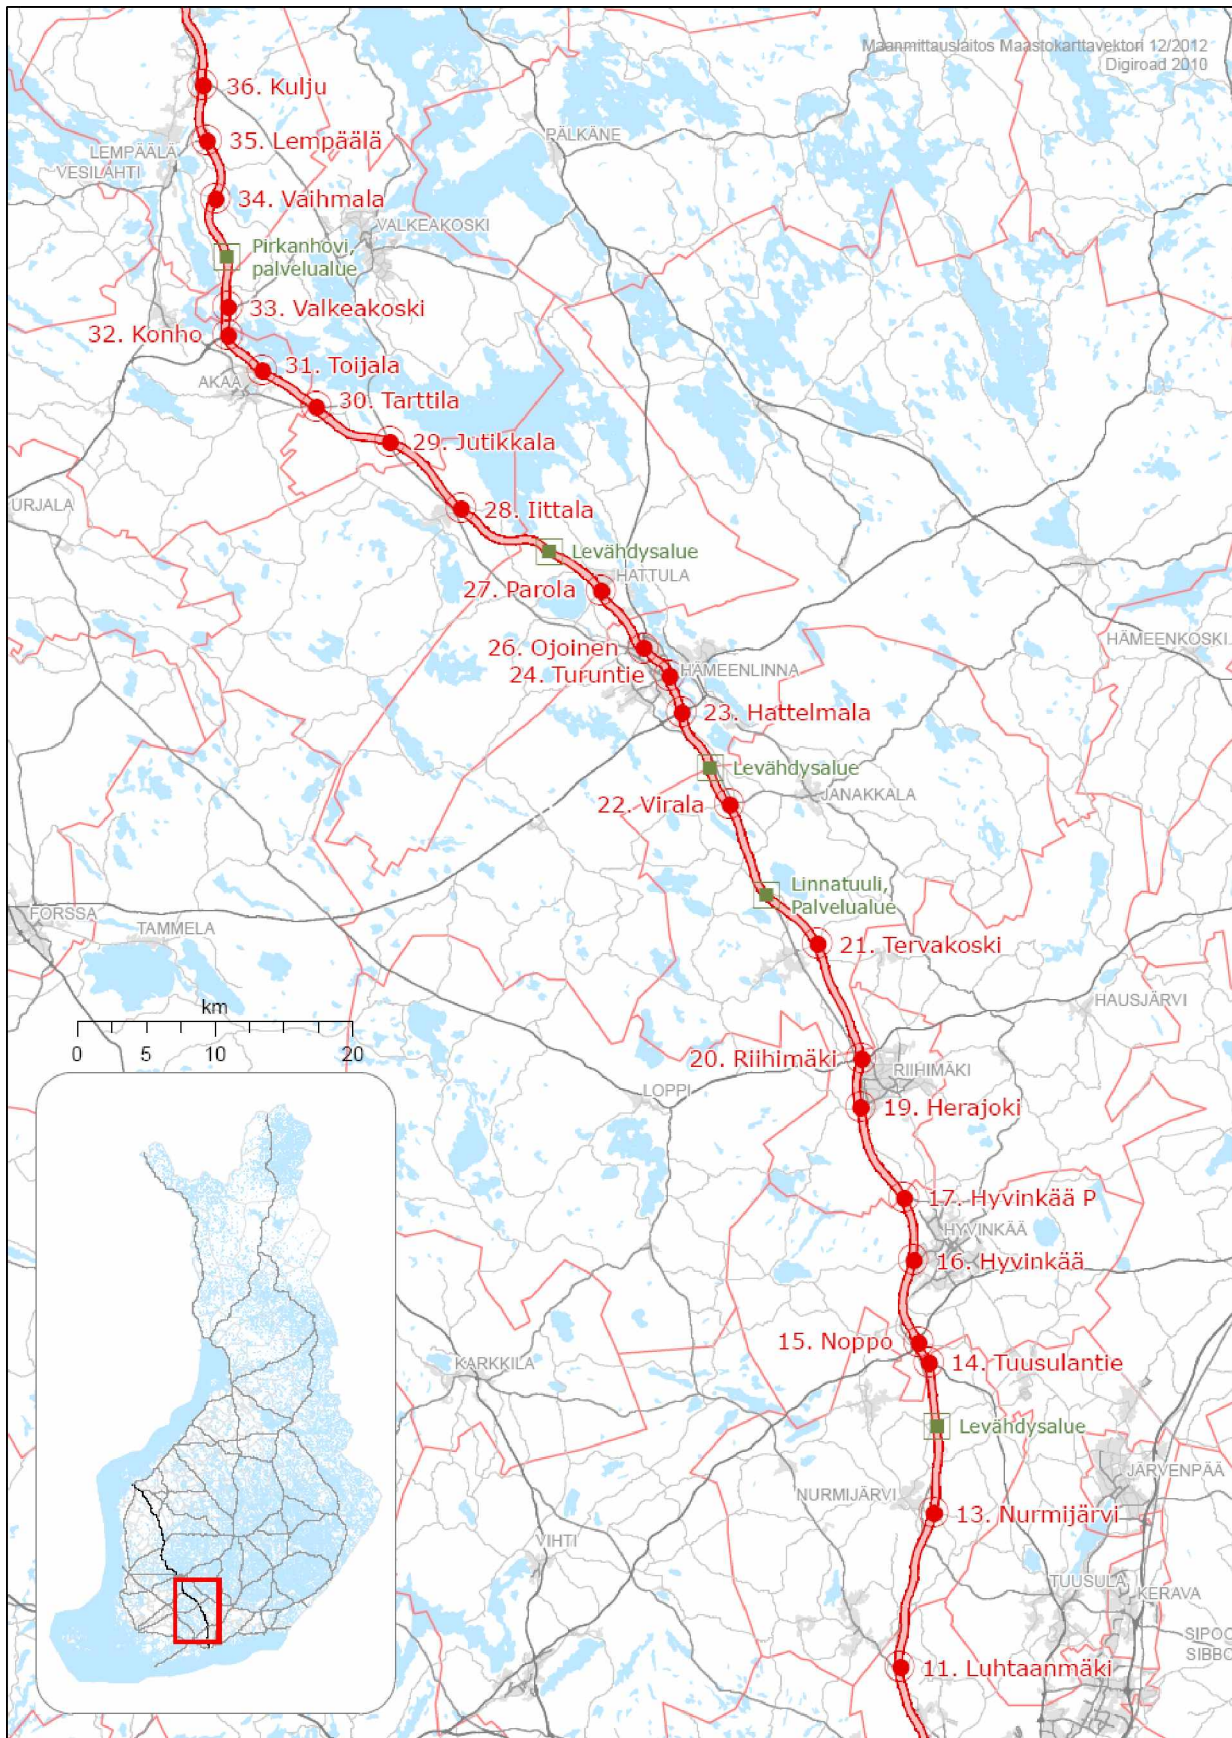 Maanmittauslaitos Maastokarttavektori 12/2012
Digiroad 2010
36. Kulju
35. Lempäälä
PÄLKÄNE
LEMPÄÄLÄ
VESILAHTI
34. Vaihmala
VALKEAKOSKI
Pirkanhovi,
palvelualue
33. Valkeakoski
32. Konho
31. Toijala
AKAA
30. Tarttila
29. Jutikkala
URJALA
28. Iittala
Levähdysalue
HATTULA
27. Parola
HÄMEENKOSKI
26. Ojoinen
24. Turuntie
HÄMEENLINNA
23. Hattelmala
Levähdysalue
JANAKKALA
22. Virala
Linnatuuli,
Palvelualue
FORSSA
TAMMELA
21. Tervakoski
HAUSJÄRVI
km
0 5 10 20
20. Riihimäki
RIIHIMÄKI
LOPPI
19. Herajoki
17. Hyvinkää P
HYVINKÄÄ
16. Hyvinkää
15. Noppo
14. Tuusulantie
KARKKILA
Levähdysalue
JÄRVENPÄÄ
NURMIJÄRVI
13. Nurmijärvi
VIHTI
TUUSULA
KERAVA
SIPOO
SIBBO
11. Luhtaanmäki